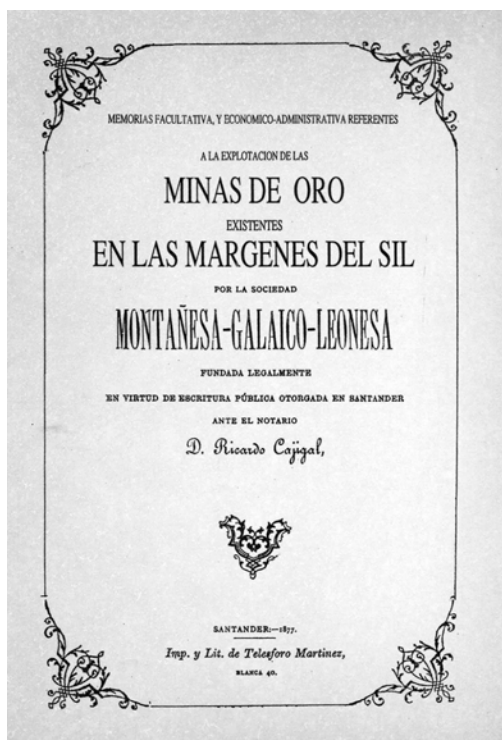 MEMORIAS FACULTATIVA, Y ECONOMICO-ADMINISTRATIVA REFERENTES
A LA EXPLOTACION DE LAS
MINAS DE ORO
EXISTENTES
EN LAS MARGENES DEL SIL
POR LA SOCIEDAD
MONTAÑESA-GALAICO-LEONESA
FUNDADA LEGALMENTE
EN VIRTUD DE ESCRITURA PÚBLICA OTORGADA EN SANTANDER
ANTE EL NOTARIO
D. Ricardo Cajigal,
SANTANDER:—1877.
Imp. y Lit. de Telesforo Martinez,
BLANCA 40.